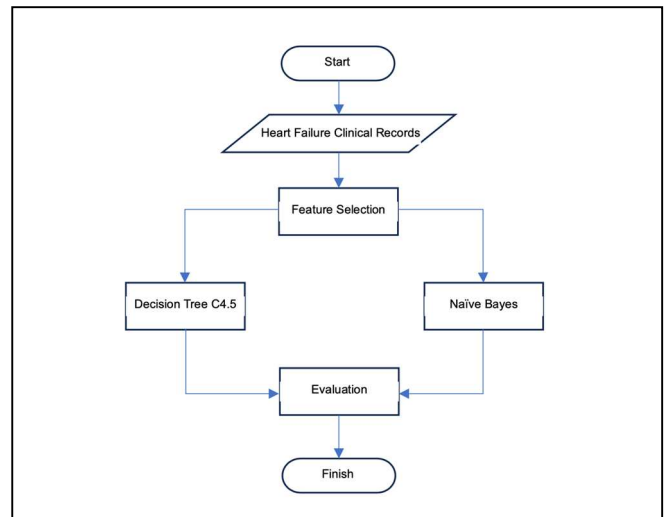 Start
Heart Failure Clinical Records
Feature Selection
Decision Tree C4.5
Naïve Bayes
Evaluation
Finish